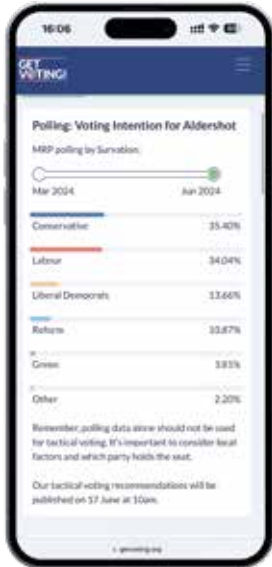 16:06
GET
VOTING!
Polling: Voting Intention for Aldershot
MRP polling by Survation.
Mar 2024 Jun 2024
Conservative 35.40%
Labour 34.04%
Liberal Democrats 13.66%
Reform 10.87%
Green 3.81%
Other 2.20%
Remember, polling data alone should not be used
for tactical voting. It's important to consider local
factors and which party holds the seat.
Our tactical voting recommendations will be
published on 17 June at 10am.
getvoting.org